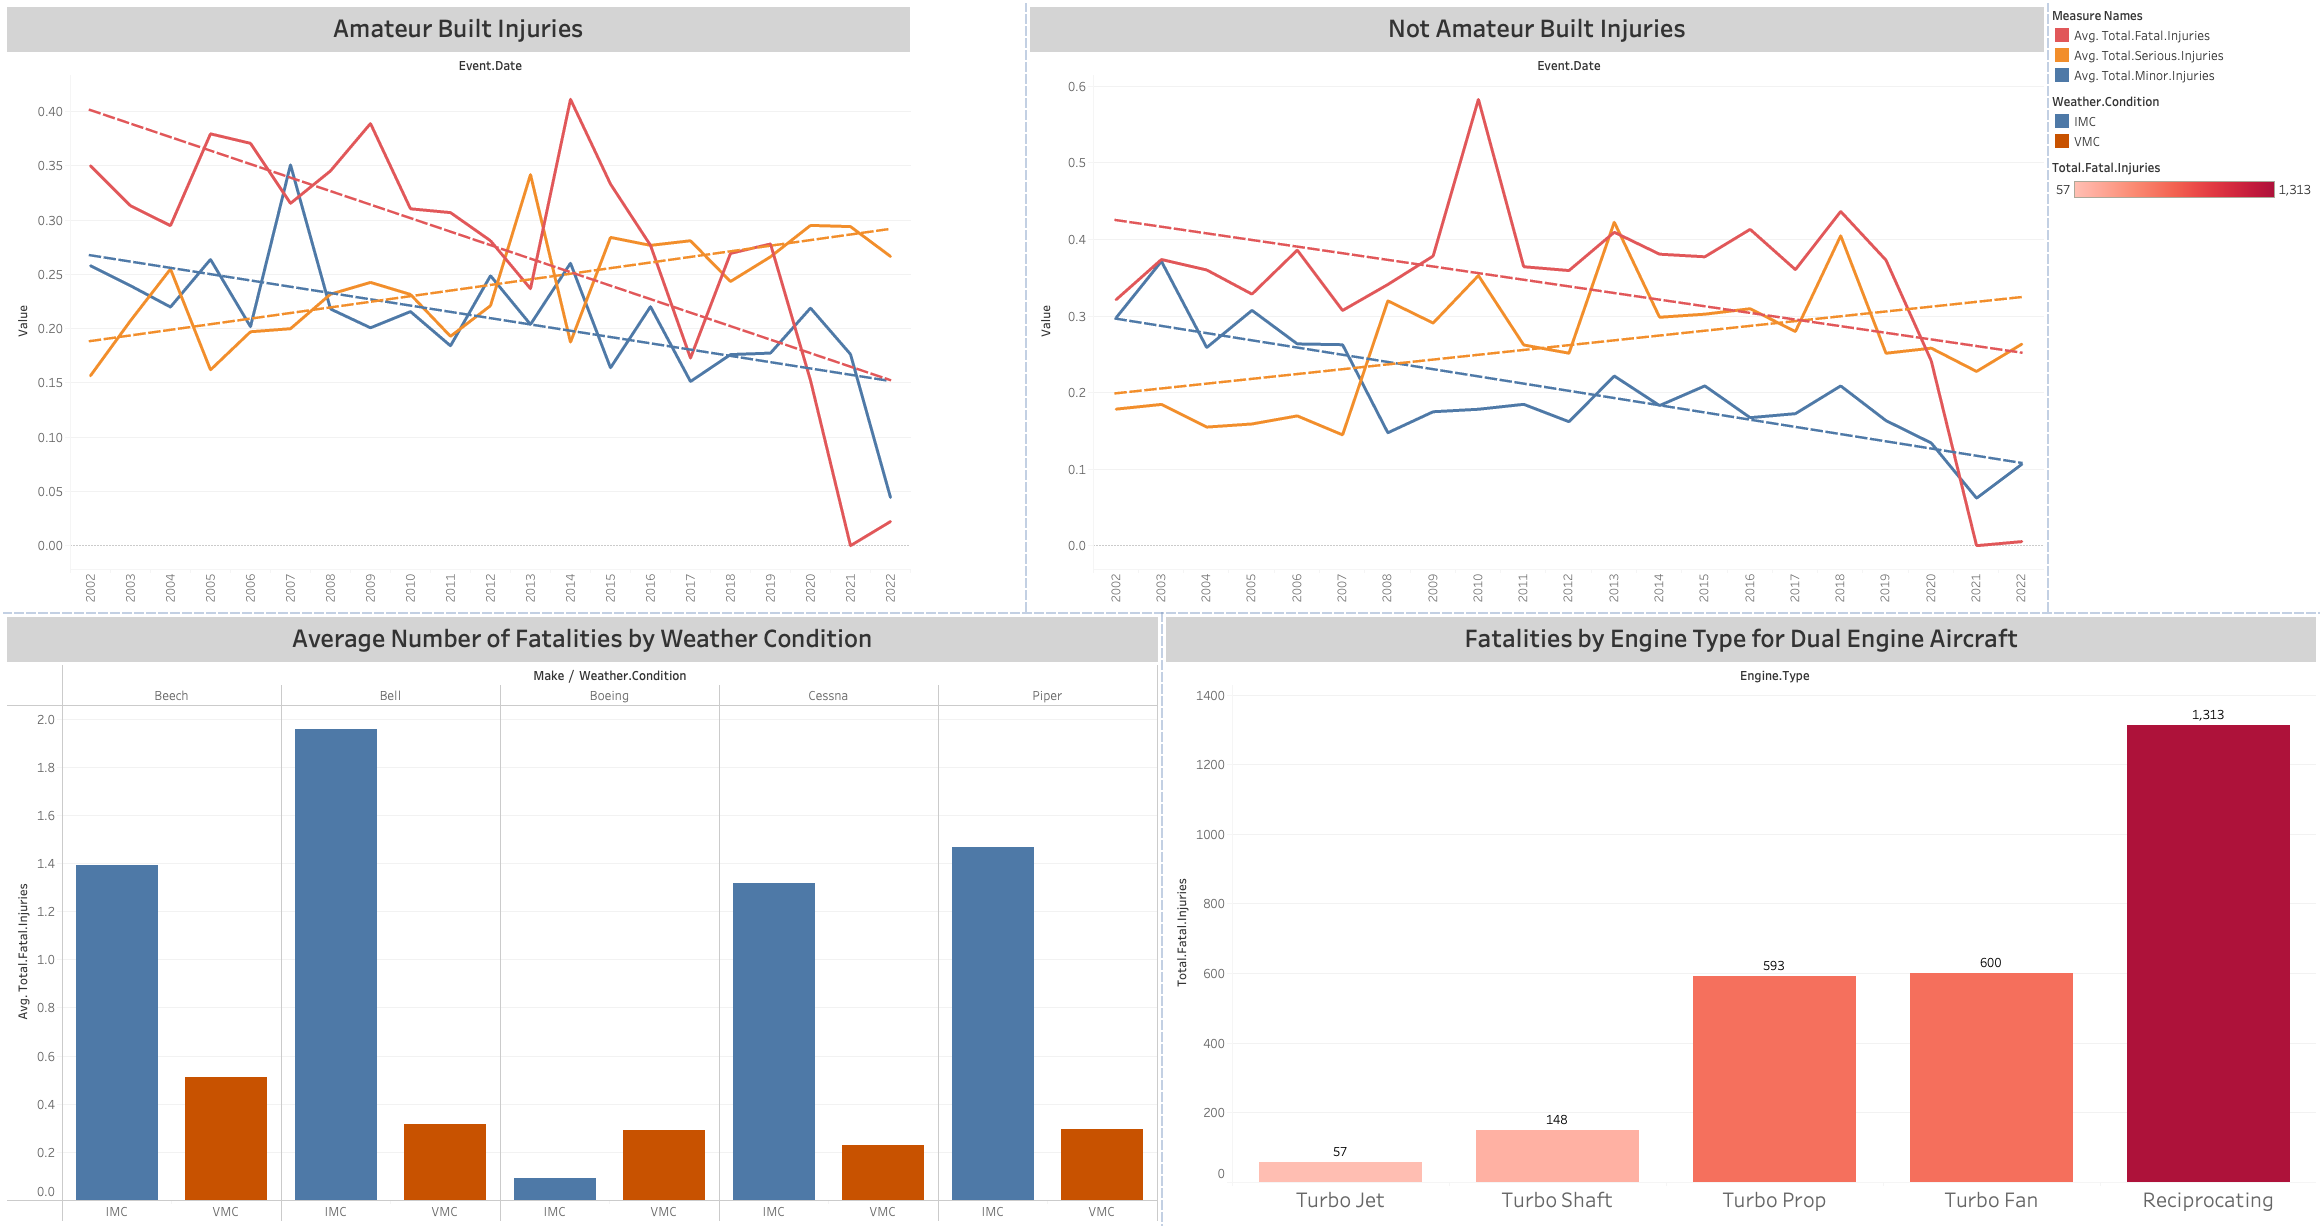 Amateur Built Injuries
Event.Date
Value
0.40
0.35
0.30
0.25
0.20
0.15
0.10
0.05
0.00
2002 2003 2004 2005 2006 2007 2008 2009 2010 2011 2012 2013 2014 2015 2016 2017 2018 2019 2020 2021 2022
Not Amateur Built Injuries
Event.Date
Value
0.6
0.5
0.4
0.3
0.2
0.1
0.0
2002 2003 2004 2005 2006 2007 2008 2009 2010 2011 2012 2013 2014 2015 2016 2017 2018 2019 2020 2021 2022
Measure Names
Avg. Total.Fatal.Injuries
Avg. Total.Serious.Injuries
Avg. Total.Minor.Injuries
Weather.Condition
IMC
VMC
Total.Fatal.Injuries
57 1,313
Average Number of Fatalities by Weather Condition
Make / Weather.Condition
Beech Bell Boeing Cessna Piper
Avg. Total.Fatal.Injuries
2.0
1.8
1.6
1.4
1.2
1.0
0.8
0.6
0.4
0.2
0.0
IMC VMC IMC VMC IMC VMC IMC VMC IMC VMC
Fatalities by Engine Type for Dual Engine Aircraft
Engine.Type
Total.Fatal.Injuries
1400
1200
1000
800
600
400
200
0
57
148
593
600
1,313
Turbo Jet Turbo Shaft Turbo Prop Turbo Fan Reciprocating